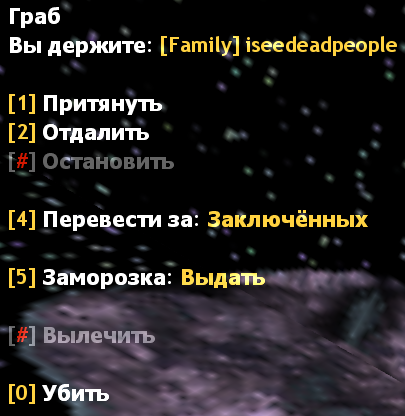 Граб
Вы держите: [Family] iseedeadpeople
[1] Притянуть
[2] Отдалить
[#] Остановить
[4] Перевести за: Заключённых
[5] Заморозка: Выдать
[#] Вылечить
[0] Убить